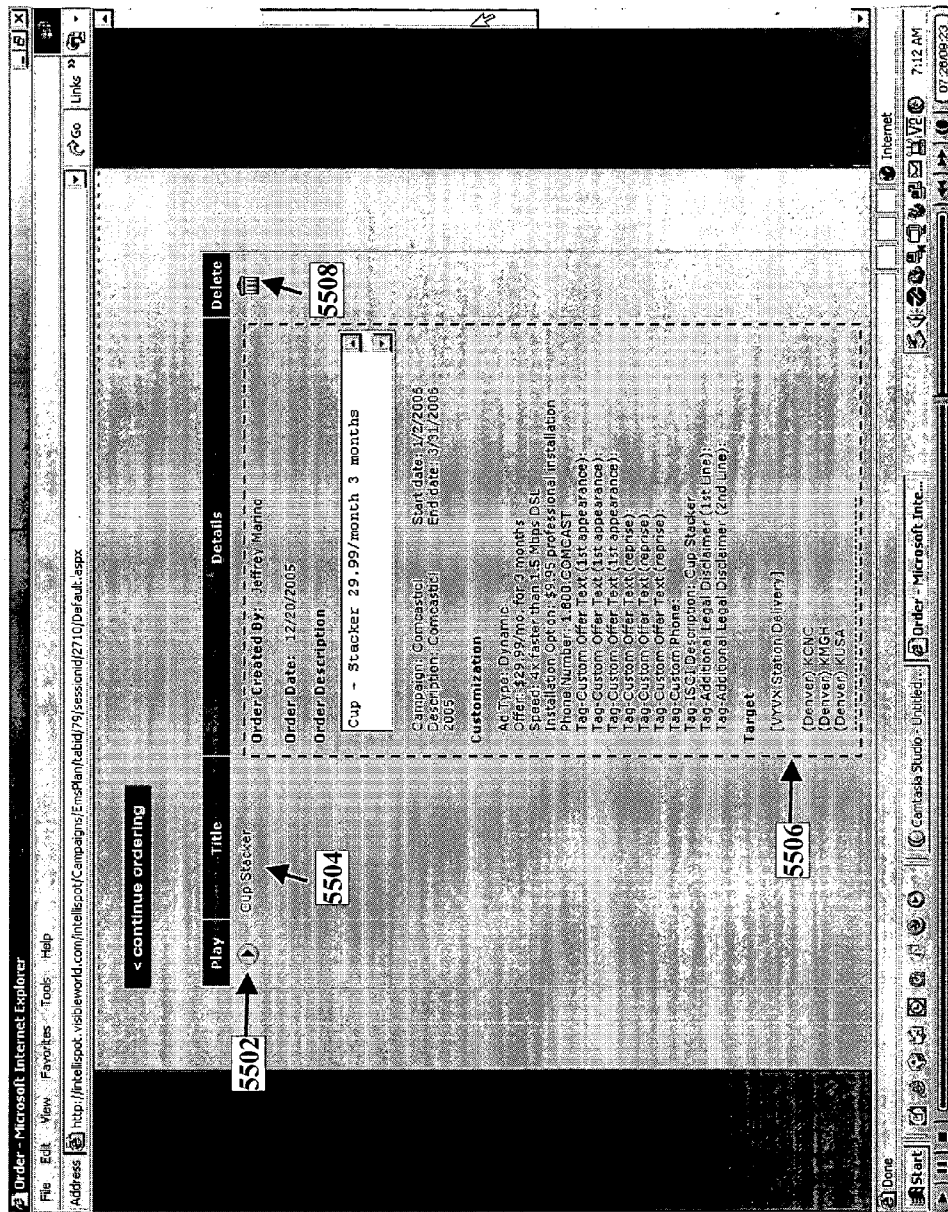 Order - Microsoft Internet Explorer
File Edit View Favorites Tools Help
Address http://intellispot.visibleworld.com/intellispot/Campaigns/EmsPlan/tabid/79/sessionid/2710/Default.aspx Go Links »
< continue ordering
Play Title Details Delete
5502
Cup Stacker
5504
Order Created By: Jeffrey Manno
5508
Order Date: 12/20/2005
Order Description
Cup - Stacker 29.99/month 3 months
Campaign: Comcastici Start date: 1/2/2006
Description: Comcastici End date: 3/31/2006
2005
Customization
Ad Type: Dynamic
Offer: $29.99/mo. for 3 months
Speed: 4x faster than 1.5 Mbps DSL
Installation Option: $9.95 professional installation
Phone Number: 1.800.COMCAST
Tag-Custom Offer Text (1st appearance):
Tag-Custom Offer Text (1st appearance):
Tag-Custom Offer Text (1st appearance):
Tag-Custom Offer Text (reprise):
Tag-Custom Offer Text (reprise):
Tag-Custom Offer Text (reprise):
Tag-Custom Phone:
Tag-ISCI Description: Cup Stacker
Tag-Additional Legal Disclaimer (1st Line):
Tag-Additional Legal Disclaimer (2nd Line):
Target
5506
[VYVX:StationDelivery]
(Denver) KCNC
(Denver) KMGH
(Denver) KUSA
Done Internet
Start Camtasia Studio - Untitled... Order - Microsoft Inte... 7:12 AM
07:26/09:23